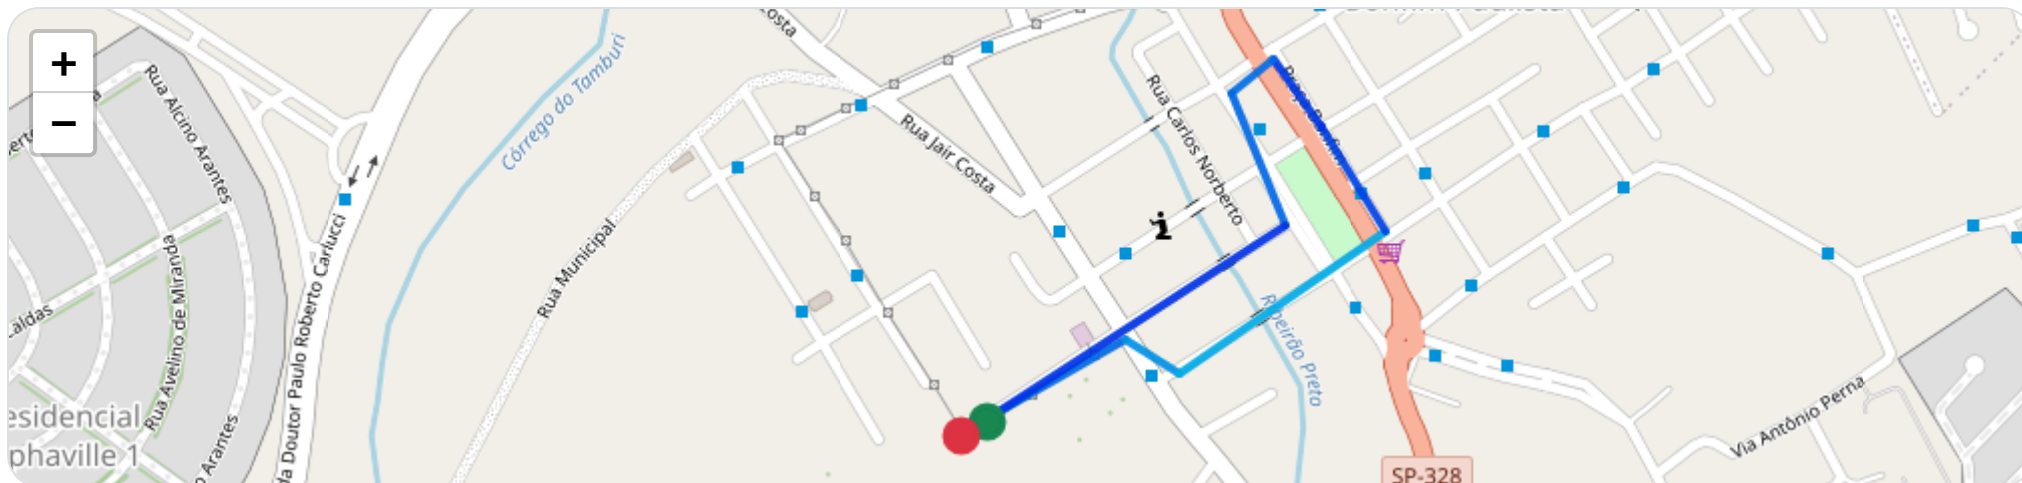 +
−
Rua Alcino Arantes
Rua Avelino de Miranda
aldas
esidencial
phaville 1
Arantes
da Doutor Paulo Roberto Carlucci
Córrego do Tamburi
Rua Municipal
Costa
Rua Jair Costa
Rua Carlos Norberto
Ribeirão Preto
SP-328
Via Antônio Perna